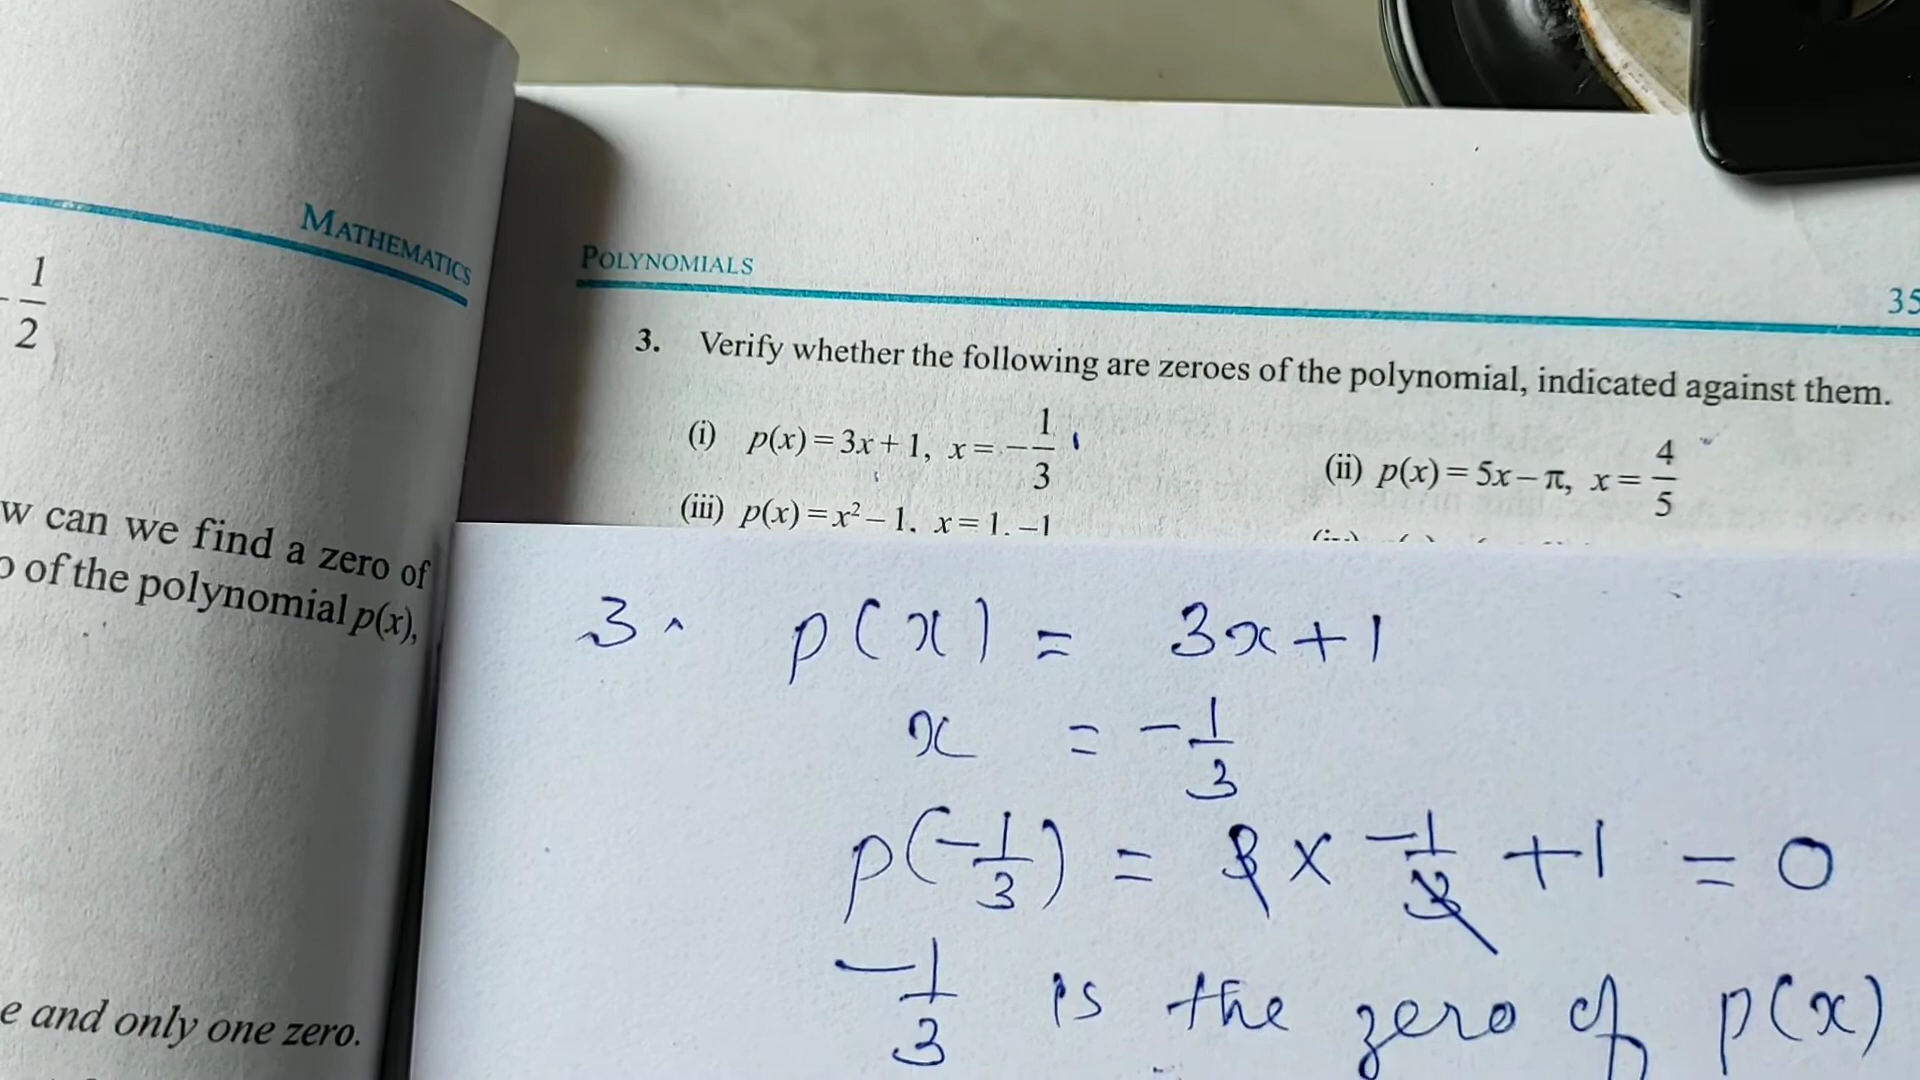 MATHEMATICS
- 1/2
w can we find a zero of
of the polynomial p(x),
e and only one zero.
POLYNOMIALS
35
3. Verify whether the following are zeroes of the polynomial, indicated against them.
(i) p(x) = 3x + 1, x = -1/3
(ii) p(x) = 5x – π, x = 4/5
(iii) p(x) = x² – 1, x = 1, –1
3. p(x) = 3x+1
x = -1/3
p(-1/3) = 3 × -1/3 + 1 = 0
-1/3 is the zero of p(x)